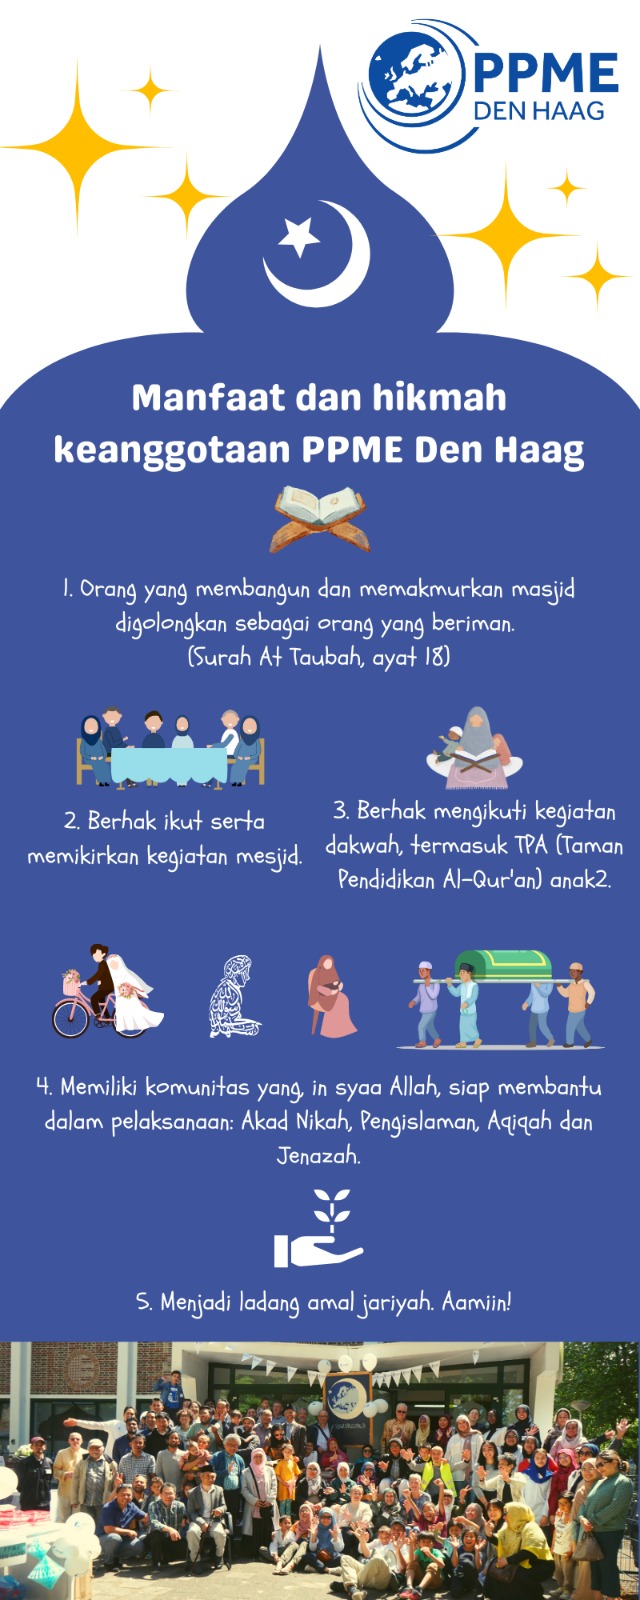 PPME
DEN HAAG
Manfaat dan hikmah
keanggotaan PPME Den Haag
1. Orang yang membangun dan memakmurkan masjid
digolongkan sebagai orang yang beriman.
(Surah At Taubah, ayat 18)
2. Berhak ikut serta
memikirkan kegiatan mesjid.
3. Berhak mengikuti kegiatan
dakwah, termasuk TPA (Taman
Pendidikan Al-Qur'an) anak2.
4. Memiliki komunitas yang, in syaa Allah, siap membantu
dalam pelaksanaan: Akad Nikah, Pengislaman, Aqiqah dan
Jenazah.
5. Menjadi ladang amal jariyah. Aamiin!